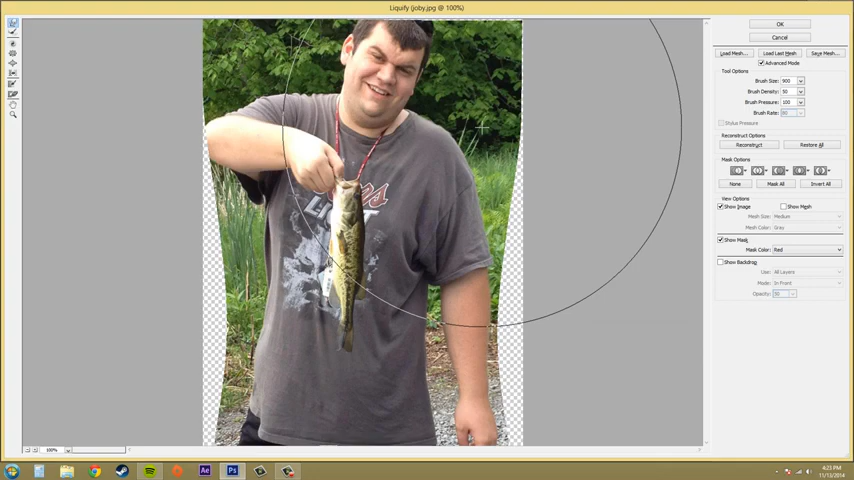 Liquify (joby.jpg @ 100%)
OK
Cancel
Load Mesh...
Load Last Mesh
Save Mesh...
Advanced Mode
Tool Options
Brush Size: 900
Brush Density: 50
Brush Pressure: 100
Brush Rate: 80
Stylus Pressure
Reconstruct Options
Reconstruct
Restore All
Mask Options
None
Mask All
Invert All
View Options
Show Image
Show Mesh
Mesh Size: Medium
Mesh Color: Gray
Show Mask
Mask Color: Red
Show Backdrop
Use: All Layers
Mode: In Front
Opacity: 50
100%
Ae
Ps
4:23 PM
11/13/2014